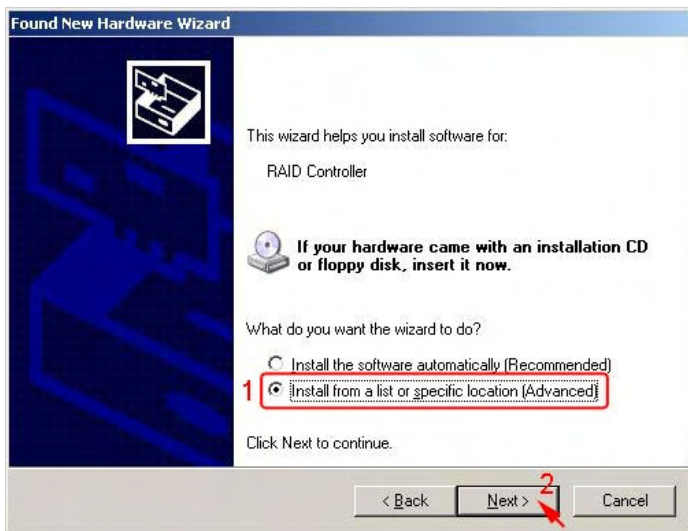 Found New Hardware Wizard
This wizard helps you install software for:
RAID Controller
If your hardware came with an installation CD
or floppy disk, insert it now.
What do you want the wizard to do?
Install the software automatically (Recommended)
1 Install from a list or specific location (Advanced)
Click Next to continue.
< Back Next > 2 Cancel